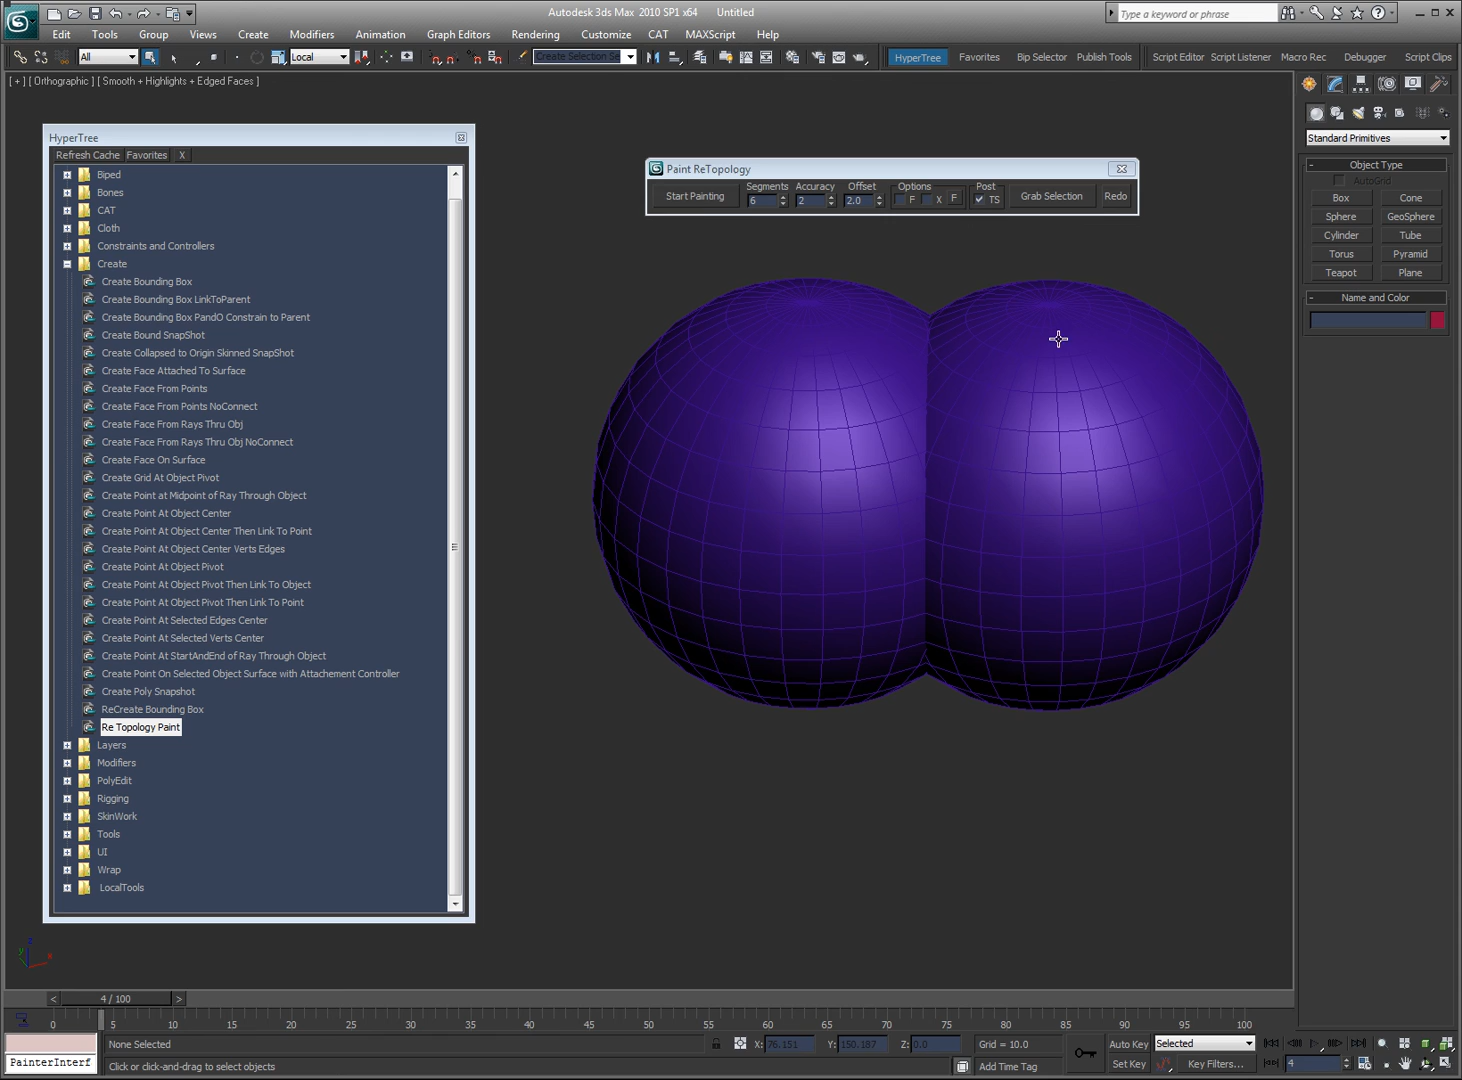 Autodesk 3ds Max 2010 SP1 x64 Untitled
Type a keyword or phrase
Edit Tools Group Views Create Modifiers Animation Graph Editors Rendering Customize CAT MAXScript Help
All Local Create Selection Se HyperTree Favorites Bip Selector Publish Tools Script Editor Script Listener Macro Rec Debugger Script Clips
[ + ] [ Orthographic ] [ Smooth + Highlights + Edged Faces ]
HyperTree
Refresh Cache Favorites X
Biped
Bones
CAT
Cloth
Constraints and Controllers
Create
Create Bounding Box
Create Bounding Box LinkToParent
Create Bounding Box PandO Constrain to Parent
Create Bound SnapShot
Create Collapsed to Origin Skinned SnapShot
Create Face Attached To Surface
Create Face From Points
Create Face From Points NoConnect
Create Face From Rays Thru Obj
Create Face From Rays Thru Obj NoConnect
Create Face On Surface
Create Grid At Object Pivot
Create Point at Midpoint of Ray Through Object
Create Point At Object Center
Create Point At Object Center Then Link To Point
Create Point At Object Center Verts Edges
Create Point At Object Pivot
Create Point At Object Pivot Then Link To Object
Create Point At Object Pivot Then Link To Point
Create Point At Selected Edges Center
Create Point At Selected Verts Center
Create Point At StartAndEnd of Ray Through Object
Create Point On Selected Object Surface with Attachement Controller
Create Poly Snapshot
ReCreate Bounding Box
Re Topology Paint
Layers
Modifiers
PolyEdit
Rigging
SkinWork
Tools
UI
Wrap
LocalTools
Paint ReTopology
Segments Accuracy Offset Options Post
Start Painting 6 2 2.0 F X F TS Grab Selection Redo
Standard Primitives
- Object Type
AutoGrid
Box Cone
Sphere GeoSphere
Cylinder Tube
Torus Pyramid
Teapot Plane
- Name and Color
z
y
x
< 4 / 100 >
0 5 10 15 20 25 30 35 40 45 50 55 60 65 70 75 80 85 90 95 100
None Selected X: 76.151 Y: 150.187 Z: 0.0 Grid = 10.0 Auto Key Selected
PainterInterf Click or click-and-drag to select objects Add Time Tag Set Key Key Filters... 4